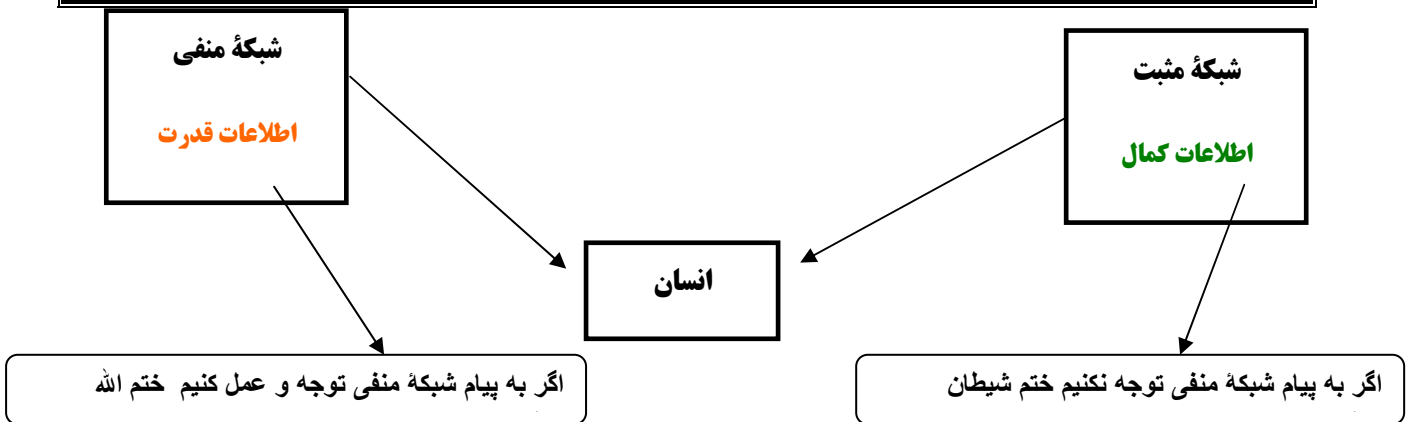 شبکۀ مثبت
اطلاعات کمال
شبکۀ منفی
اطلاعات قدرت
انسان
اگر به پیام شبکۀ منفی توجه نکنیم ختم شیطان
اگر به پیام شبکۀ منفی توجه و عمل کنیم ختم الله